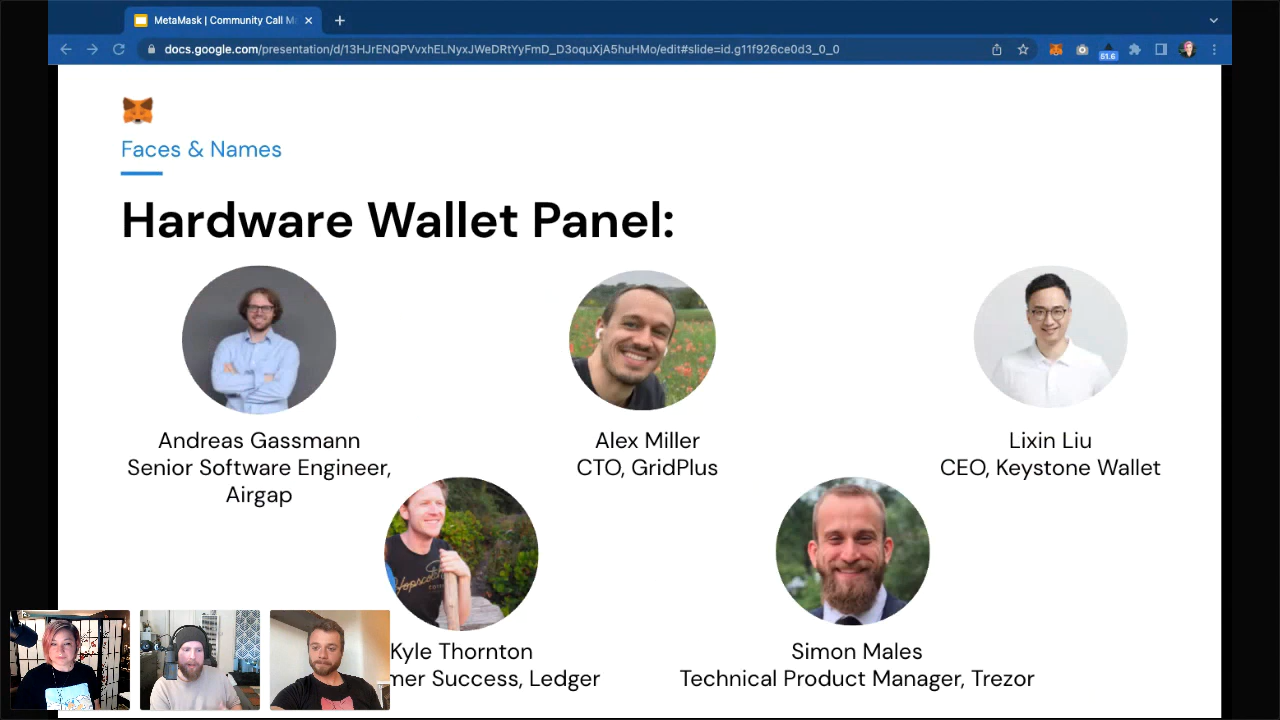 MetaMask | Community Call M
docs.google.com/presentation/d/13HJrENQPVvxhELNyxJWeDRtYyFmD_D3oquXjA5huHMo/edit#slide=id.g11f926ce0d3_0_0
51.6
Faces & Names
Hardware Wallet Panel:
Andreas Gassmann
Senior Software Engineer,
Airgap
Alex Miller
CTO, GridPlus
Lixin Liu
CEO, Keystone Wallet
Kyle Thornton
mer Success, Ledger
Simon Males
Technical Product Manager, Trezor